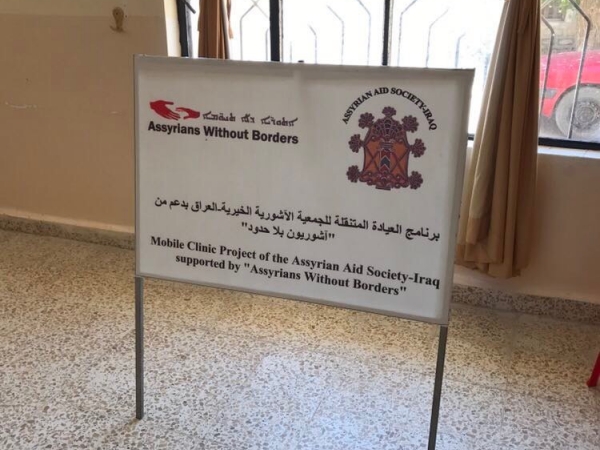 Assyrians Without Borders
ASSYRIAN AID SOCIETY-IRAQ
برنامج العيادة المتنقلة للجمعية الآشورية الخيرية-العراق بدعم من
"آشوريون بلا حدود"
Mobile Clinic Project of the Assyrian Aid Society-Iraq
supported by "Assyrians Without Borders"